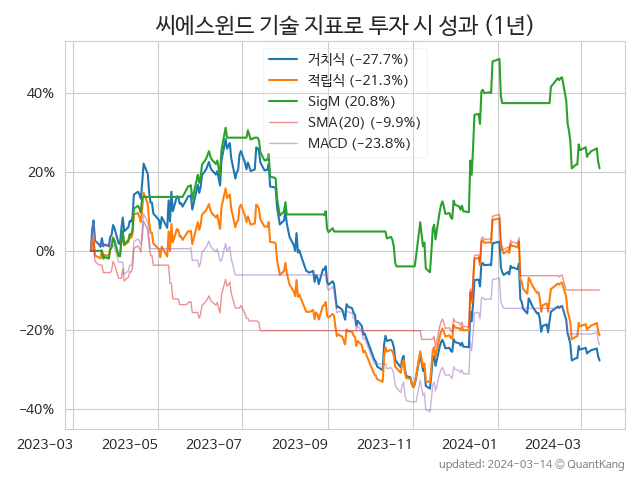 씨에스윈드 기술 지표로 투자 시 성과 (1년)
거치식 (−27.7%)
적립식 (−21.3%)
SigM (20.8%)
SMA(20) (−9.9%)
MACD (−23.8%)
40%
20%
0%
−20%
−40%
2023−03 2023−05 2023−07 2023−09 2023−11 2024−01 2024−03
updated: 2024−03−14 ⓒ QuantKang